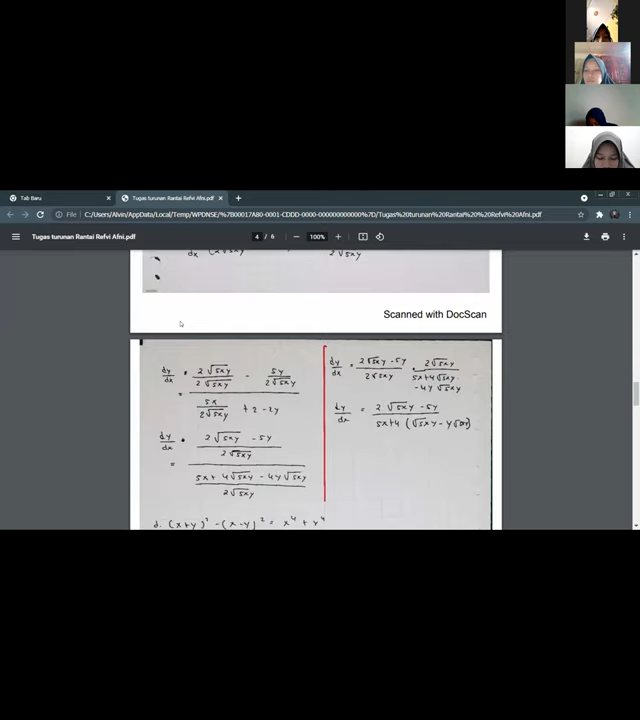 Tab Baru
Tugas turunan Rantai Refvi Afni.pdf
File C:/Users/Alvin/AppData/Local/Temp/WPDNSE/%7B00017A80-0001-CDDD-0000-000000000000%7D/Tugas%20turunan%20Rantai%20%20Refvi%20Afni.pdf
Tugas turunan Rantai Refvi Afni.pdf
4 / 6
100%
dx (2√5xy
2√5xy
Scanned with DocScan
dy/dx = 2√5xy/2√5xy - 5y/2√5xy
= 5x/2√5xy + 2 - 2y
dy/dx = 2√5xy - 5y
2√5xy
= 5x + 4√5xy - 4y√5xy
2√5xy
dy/dx = 2√5xy - 5y/2√5xy · 2√5xy/5x+4√5xy
-4y√5xy
dy/dx = 2√5xy - 5y/5x+4 (√5xy - y√5xy)
d. (x+y)² - (x-y)² = x⁴ + y⁴